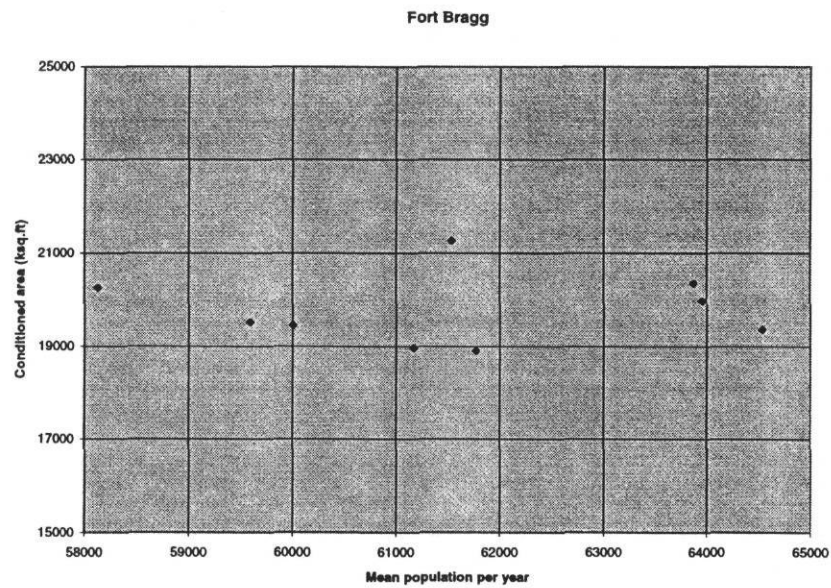 Fort Bragg
25000
23000
21000
19000
17000
15000
Conditioned area (ksq.ft)
58000 59000 60000 61000 62000 63000 64000 65000
Mean population per year